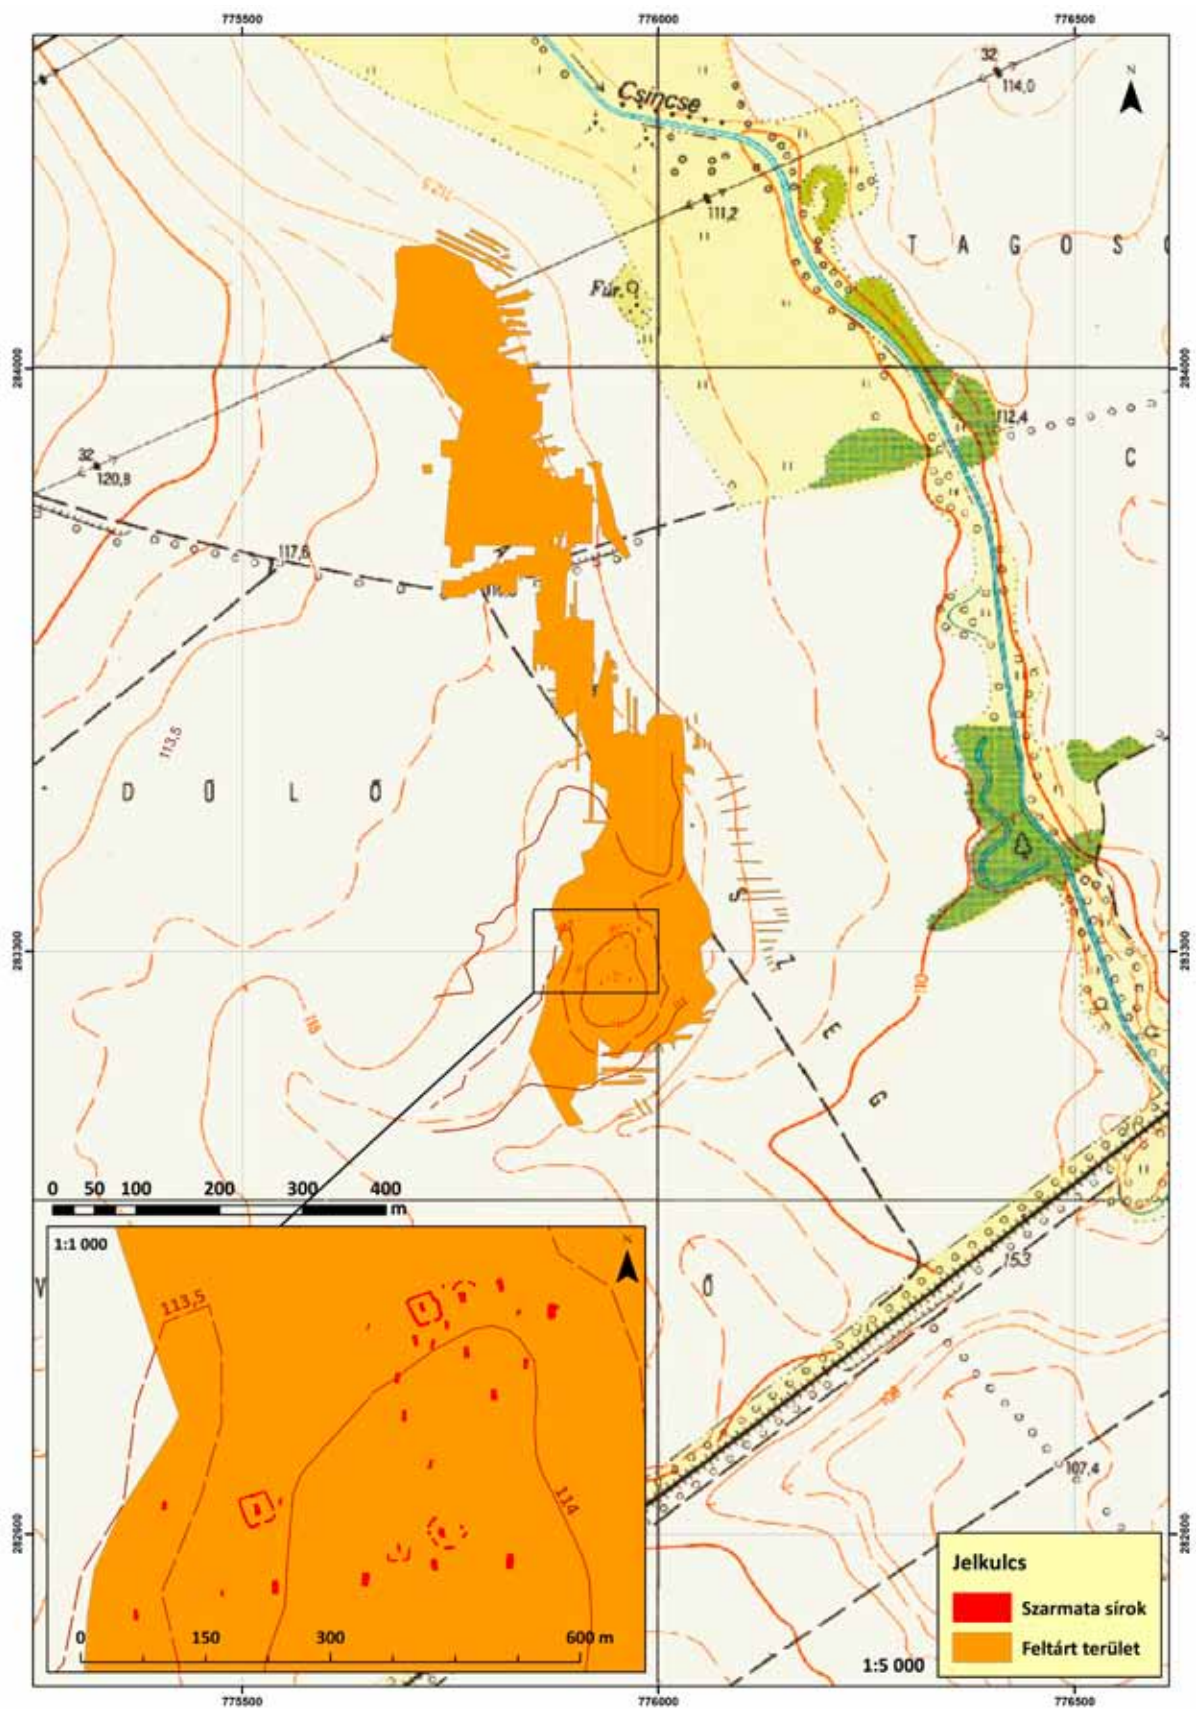 775500 776000 776500
N
Csincse
32
114,0
112,5
111,2
T A G O S
Fúr.
284000 284000
112,4
32
120,8
C
117,6
113,5
D Ű L Ő
S
Z
283300 283300
118
110
E
G
0 50 100 200 300 400
m
1:1 000
N
V
113,5
Ő
153
108
107,4
114
282600 282600
Jelkulcs
Szarmata sírok
Feltárt terület
0 150 300 600 m
1:5 000
775500 776000 776500